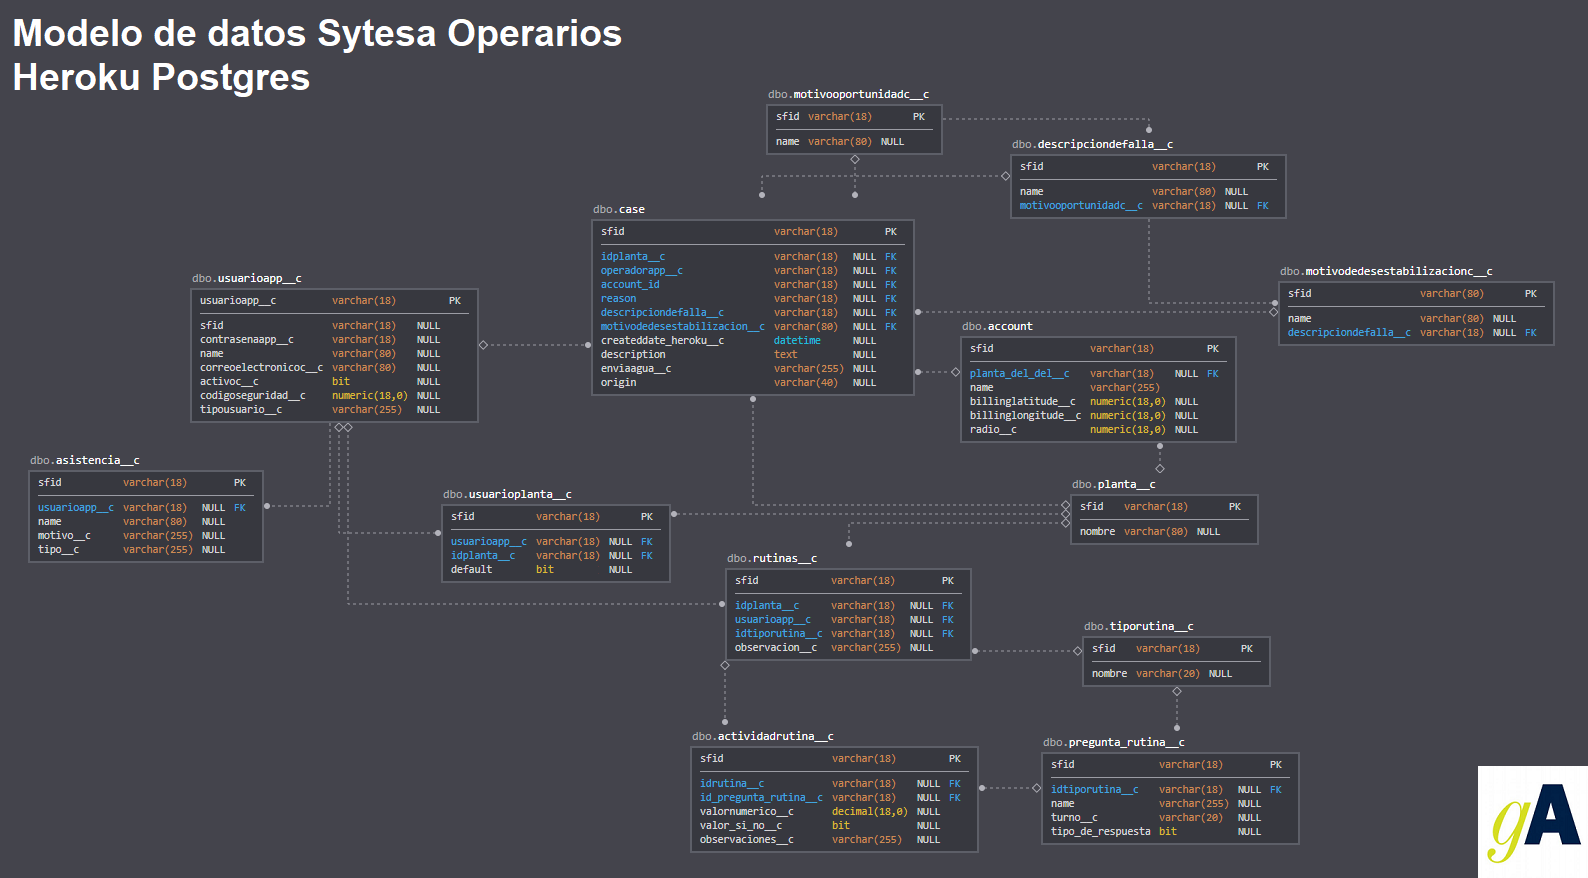 Modelo de datos Sytesa Operarios
Heroku Postgres
dbo.motivooportunidadc__c
sfid varchar(18) PK
name varchar(80) NULL
dbo.descripciondefalla__c
sfid varchar(18) PK
name varchar(80) NULL
motivooportunidadc__c varchar(18) NULL FK
dbo.case
sfid varchar(18) PK
idplanta__c varchar(18) NULL FK
operadorapp__c varchar(18) NULL FK
account_id varchar(18) NULL FK
reason varchar(18) NULL FK
descripciondefalla__c varchar(18) NULL FK
motivodedesestabilizacion__c varchar(80) NULL FK
createddate_heroku__c datetime NULL
description text NULL
enviaagua__c varchar(255) NULL
origin varchar(40) NULL
dbo.motivodedesestabilizacionc__c
sfid varchar(80) PK
name varchar(80) NULL
descripciondefalla__c varchar(18) NULL FK
dbo.usuarioapp__c
usuarioapp__c varchar(18) PK
sfid varchar(18) NULL
contrasenaapp__c varchar(18) NULL
name varchar(80) NULL
correoelectronicoc__c varchar(80) NULL
activoc__c bit NULL
codigoseguridad__c numeric(18,0) NULL
tipousuario__c varchar(255) NULL
dbo.account
sfid varchar(18) PK
planta_del_del__c varchar(18) NULL FK
name varchar(255)
billinglatitude__c numeric(18,0) NULL
billinglongitude__c numeric(18,0) NULL
radio__c numeric(18,0) NULL
dbo.asistencia__c
sfid varchar(18) PK
usuarioapp__c varchar(18) NULL FK
name varchar(80) NULL
motivo__c varchar(255) NULL
tipo__c varchar(255) NULL
dbo.usuarioplanta__c
sfid varchar(18) PK
usuarioapp__c varchar(18) NULL FK
idplanta__c varchar(18) NULL FK
default bit NULL
dbo.planta__c
sfid varchar(18) PK
nombre varchar(80) NULL
dbo.rutinas__c
sfid varchar(18) PK
idplanta__c varchar(18) NULL FK
usuarioapp__c varchar(18) NULL FK
idtiporutina__c varchar(18) NULL FK
observacion__c varchar(255) NULL
dbo.tiporutina__c
sfid varchar(18) PK
nombre varchar(20) NULL
dbo.actividadrutina__c
sfid varchar(18) PK
idrutina__c varchar(18) NULL FK
id_pregunta_rutina__c varchar(18) NULL FK
valornumerico__c decimal(18,0) NULL
valor_si_no__c bit NULL
observaciones__c varchar(255) NULL
dbo.pregunta_rutina__c
sfid varchar(18) PK
idtiporutina__c varchar(18) NULL FK
name varchar(255) NULL
turno__c varchar(20) NULL
tipo_de_respuesta bit NULL
gA